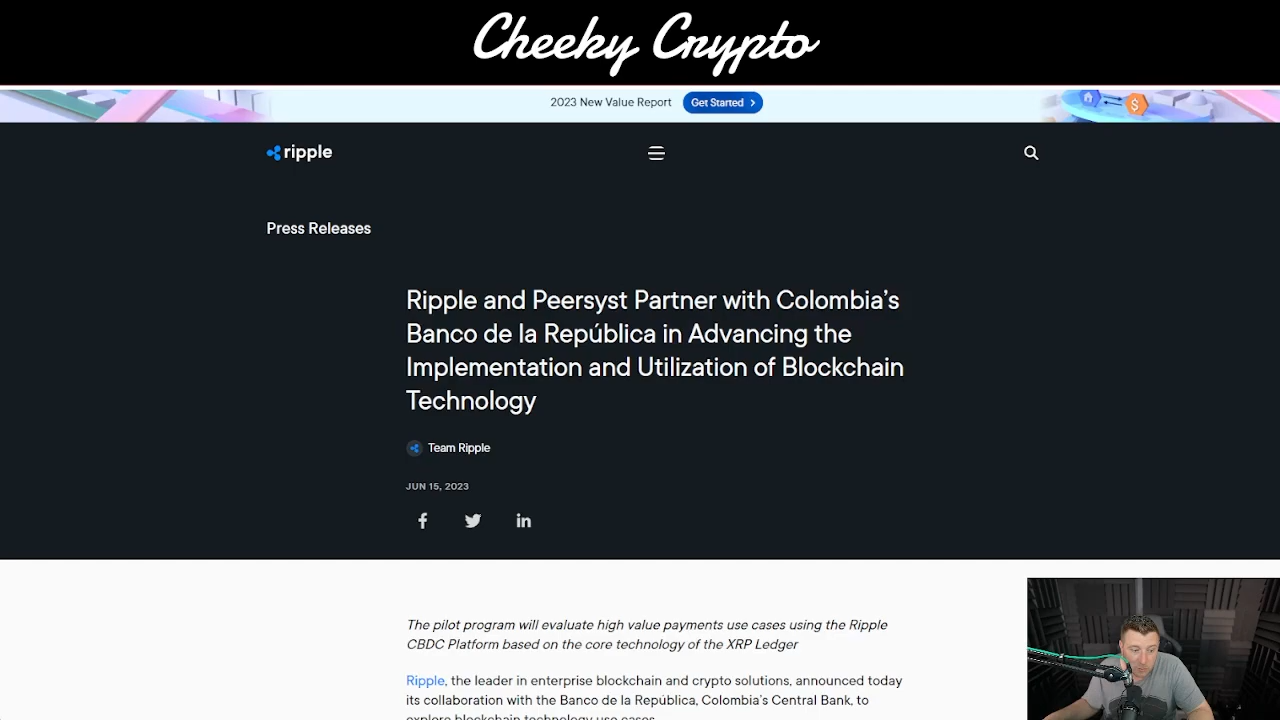 Cheeky Crypto
2023 New Value Report Get Started
ripple
Press Releases
Ripple and Peersyst Partner with Colombia’s
Banco de la República in Advancing the
Implementation and Utilization of Blockchain
Technology
Team Ripple
JUN 15, 2023
The pilot program will evaluate high value payments use cases using the Ripple
CBDC Platform based on the core technology of the XRP Ledger
Ripple, the leader in enterprise blockchain and crypto solutions, announced today
its collaboration with the Banco de la República, Colombia’s Central Bank, to
explore blockchain technology use cases